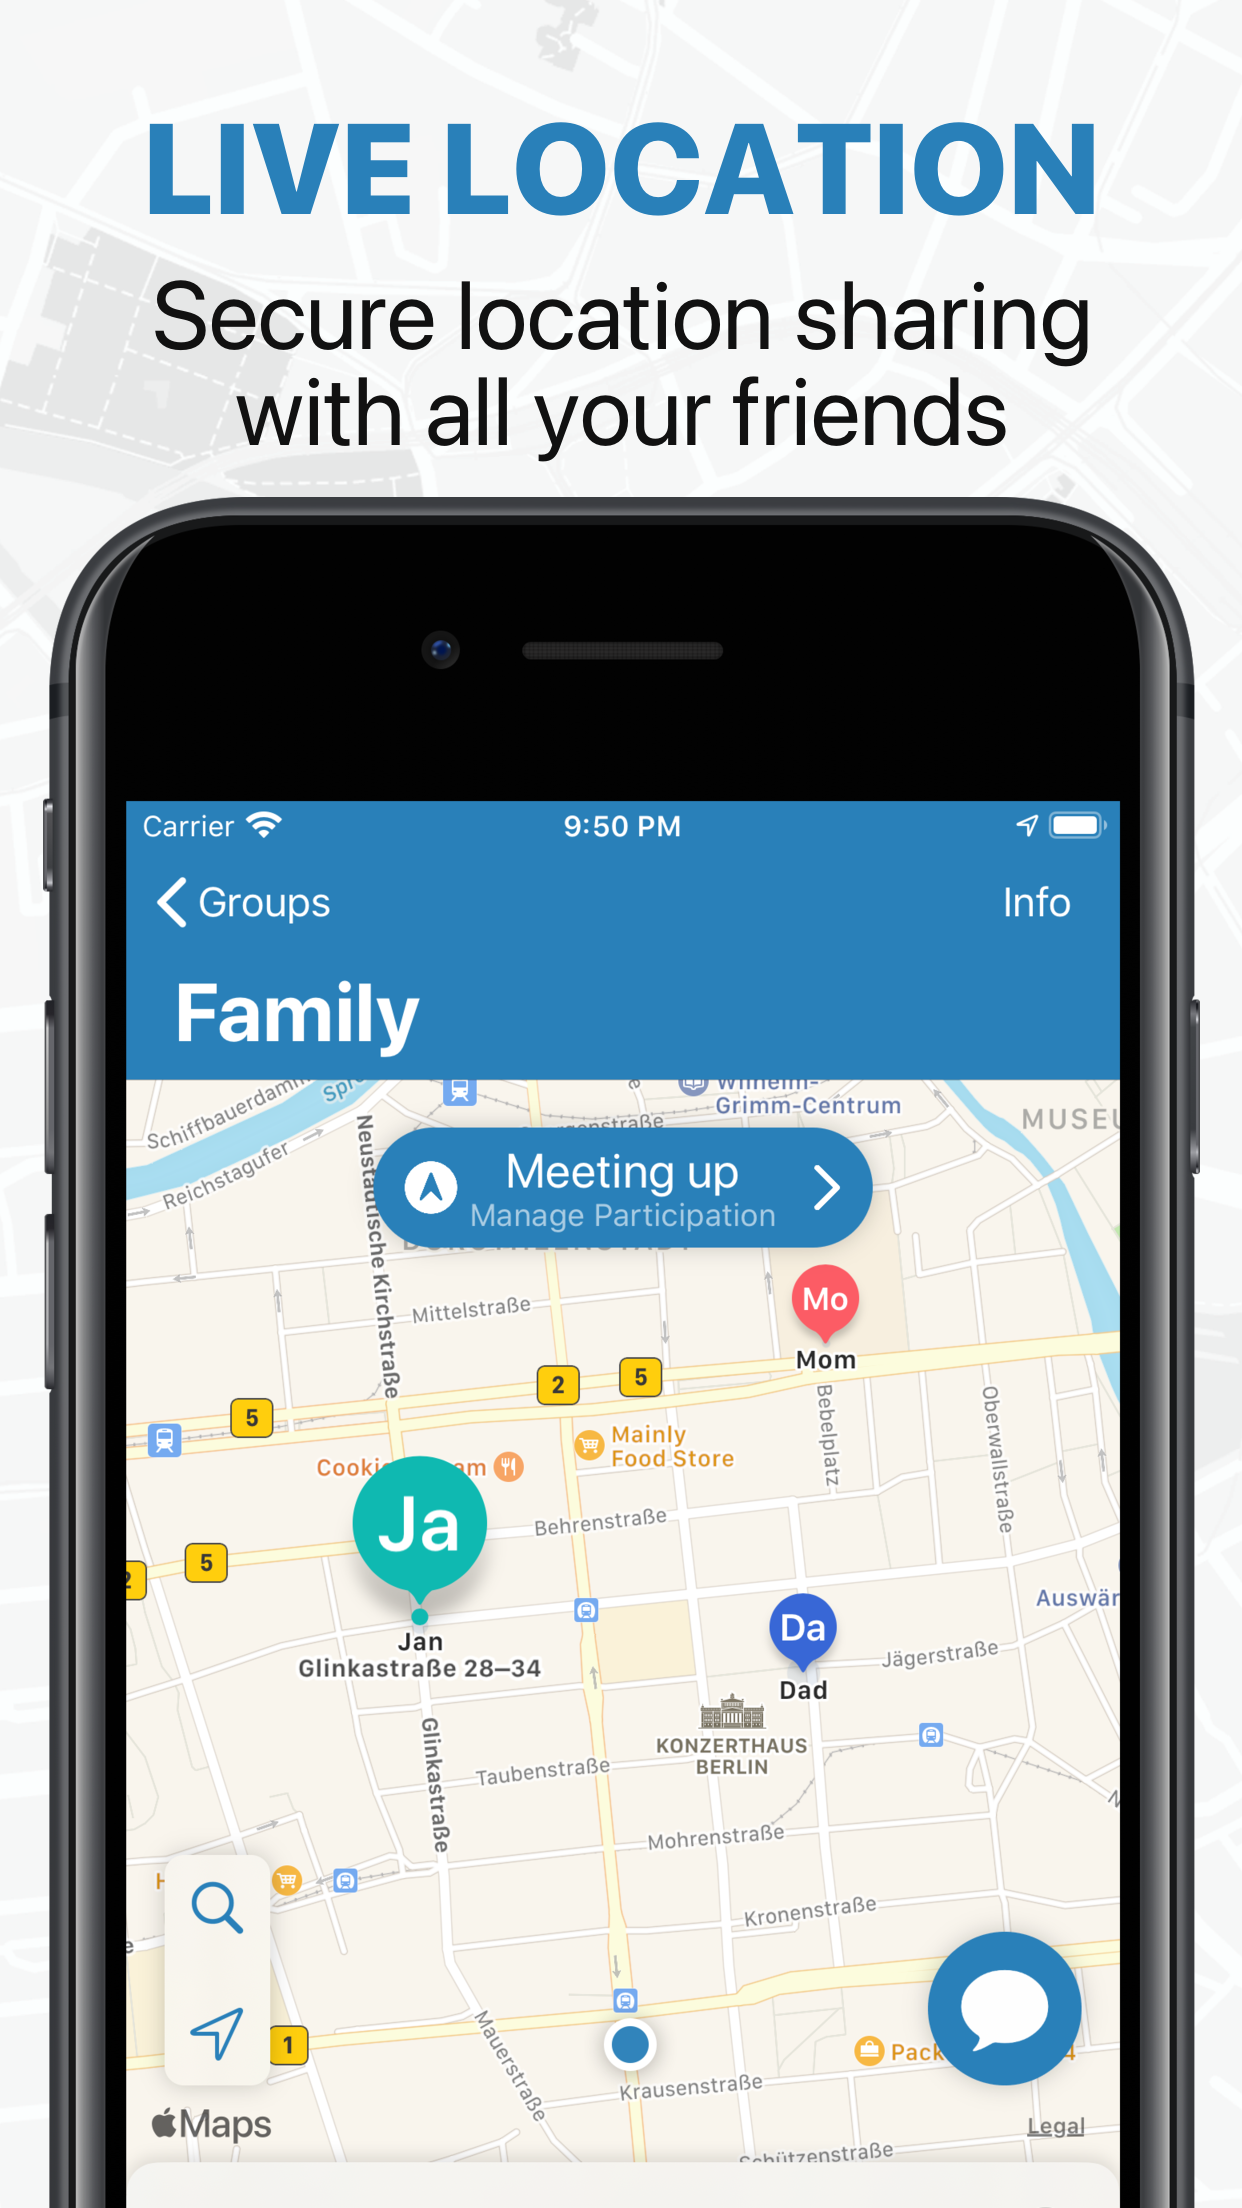 LIVE LOCATION
Secure location sharing
with all your friends
Carrier
9:50 PM
Groups
Info
Family
Schiffbauerdamm
Spr
Wilhelm-
Grimm-Centrum
MUSEU
Reichstagufer
Neustädtische Kirchstraße
Meeting up
Manage Participation
Mittelstraße
Mo
Mom
2
5
5
Bebelplatz
Oberwallstraße
Mainly
Food Store
Ja
Behrenstraße
5
2
Auswär
Jan
Glinkastraße 28–34
Da
Dad
Jägerstraße
KONZERTHAUS
BERLIN
Glinkastraße
Taubenstraße
Mohrenstraße
Kronenstraße
1
Mauerstraße
Pack
4
Krausenstraße
Maps
Legal
Schützenstraße